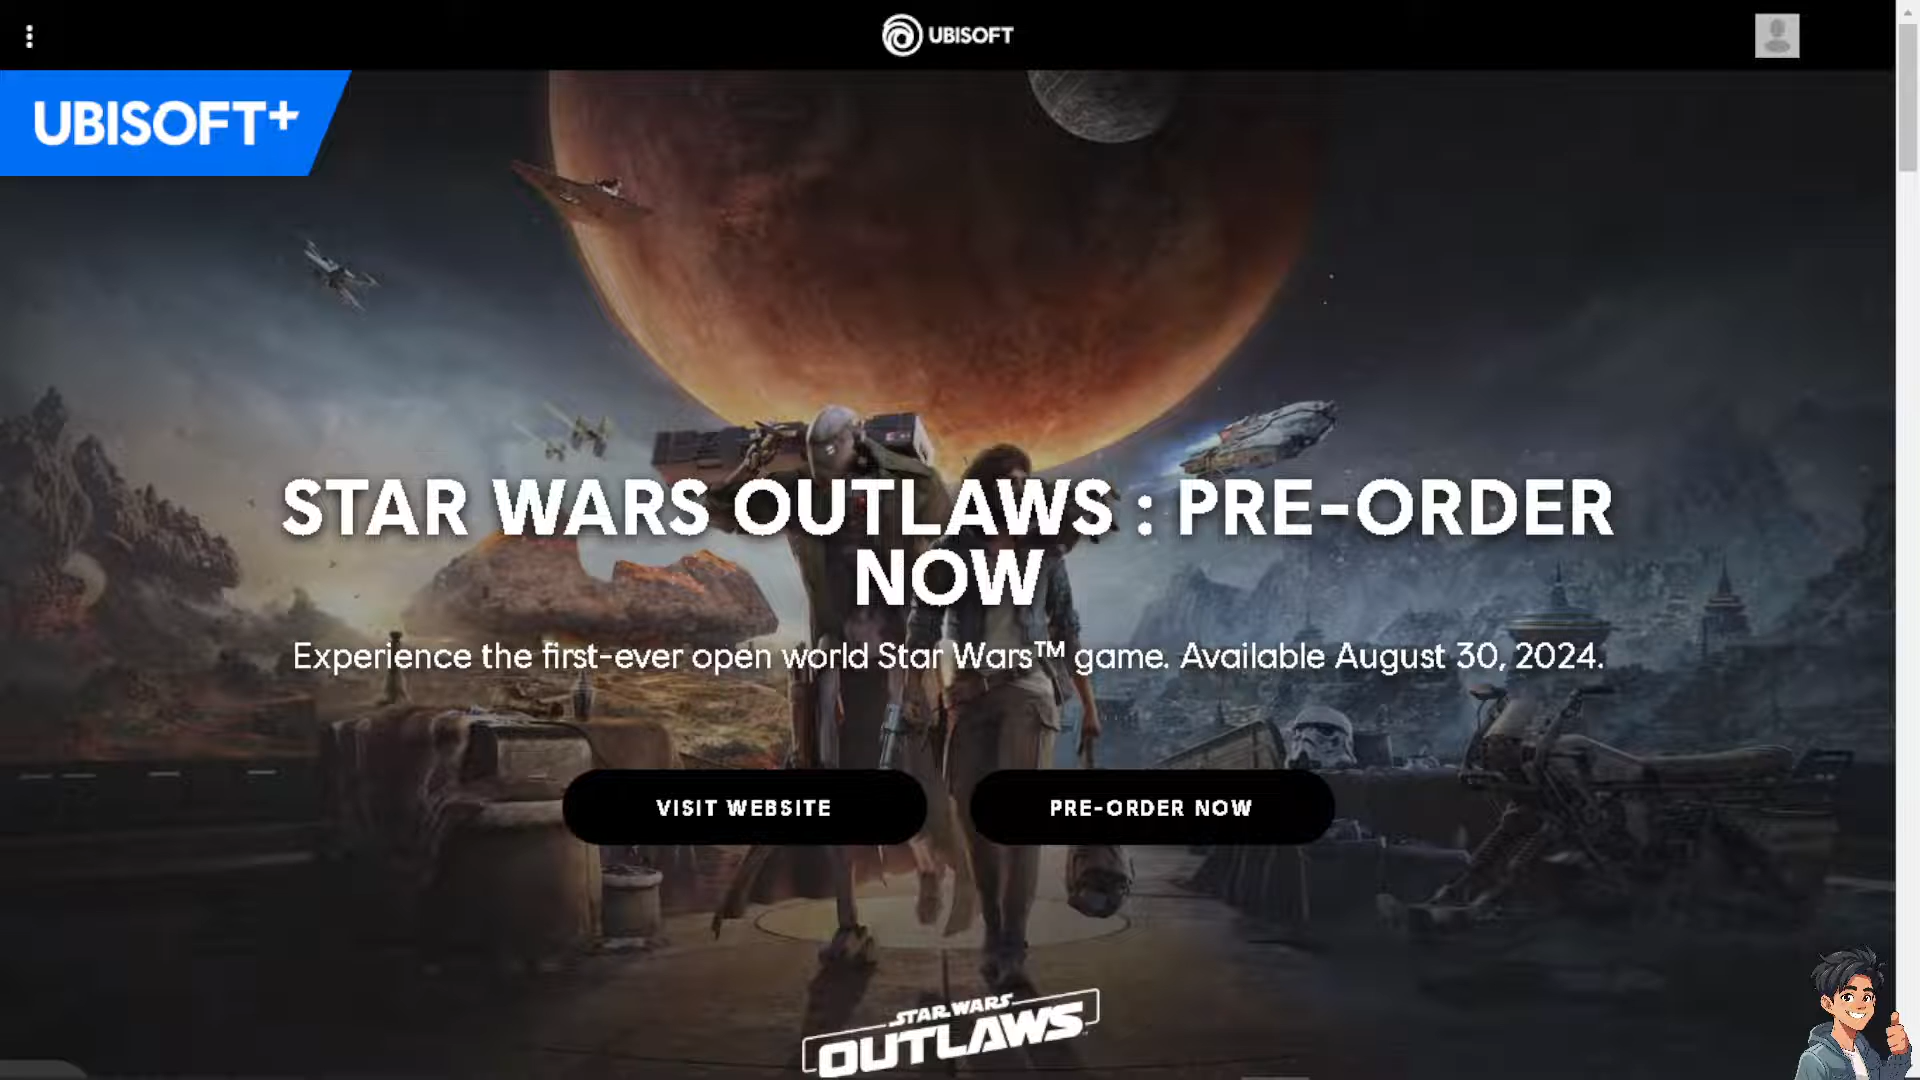 UBISOFT
UBISOFT+
STAR WARS OUTLAWS : PRE-ORDER
NOW
Experience the first-ever open world Star Wars™ game. Available August 30, 2024.
VISIT WEBSITE
PRE-ORDER NOW
STAR WARS
OUTLAWS